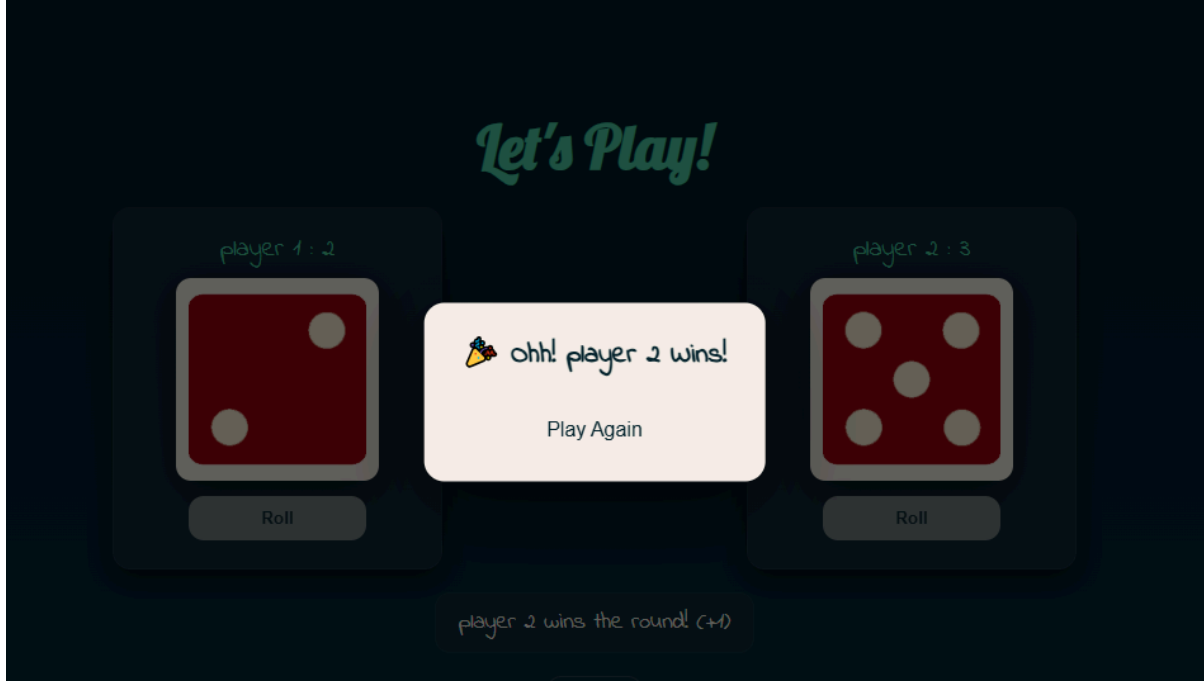 Let's Play!
player 1 : 2
player 2 : 3
🎉 ohh! player 2 wins!
Play Again
Roll
Roll
player 2 wins the round! (+1)